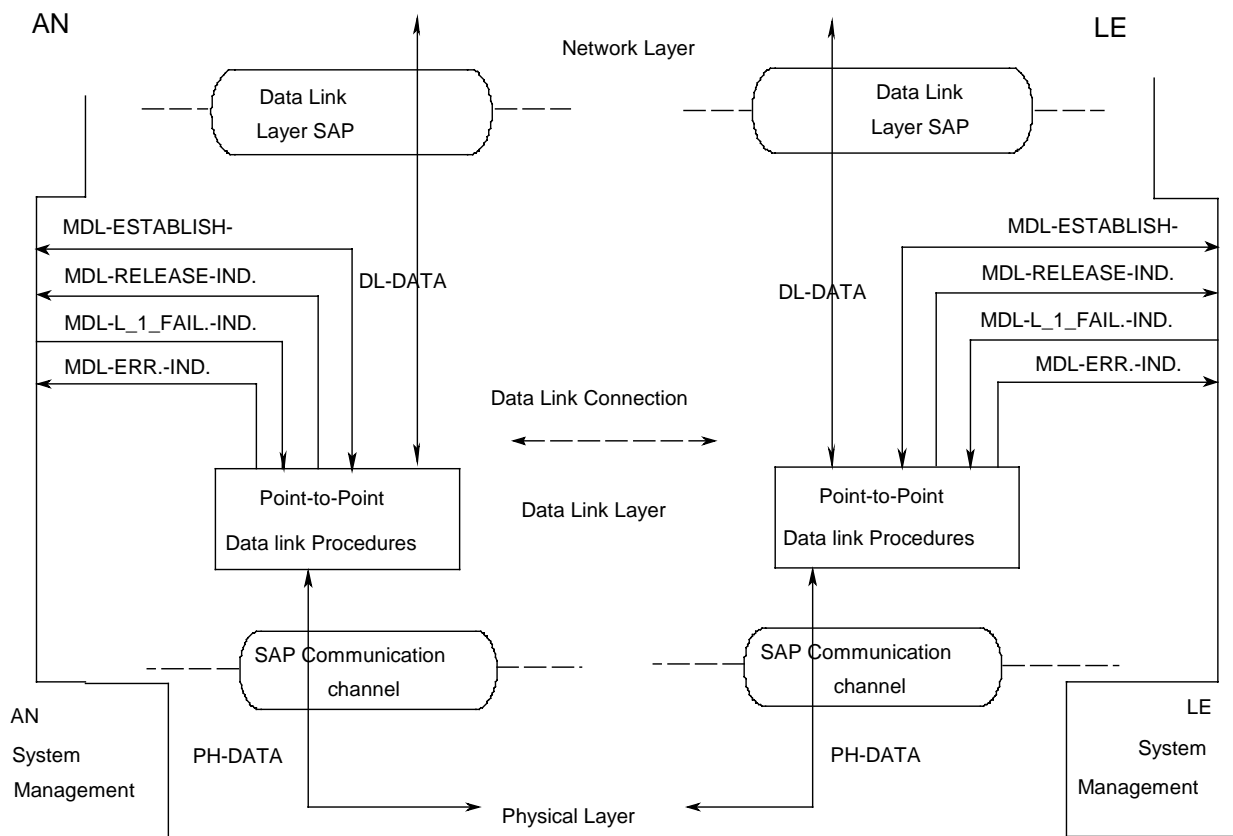 AN
LE
Network Layer
Data Link
Layer SAP
Data Link
Layer SAP
MDL-ESTABLISH-
MDL-RELEASE-IND.
DL-DATA
MDL-L_1_FAIL.-IND.
MDL-ERR.-IND.
MDL-ESTABLISH-
MDL-RELEASE-IND.
DL-DATA
MDL-L_1_FAIL.-IND.
MDL-ERR.-IND.
Data Link Connection
Point-to-Point
Data link Procedures
Data Link Layer
Point-to-Point
Data link Procedures
SAP Communication
channel
SAP Communication
channel
AN
System
Management
PH-DATA
Physical Layer
PH-DATA
LE
System
Management